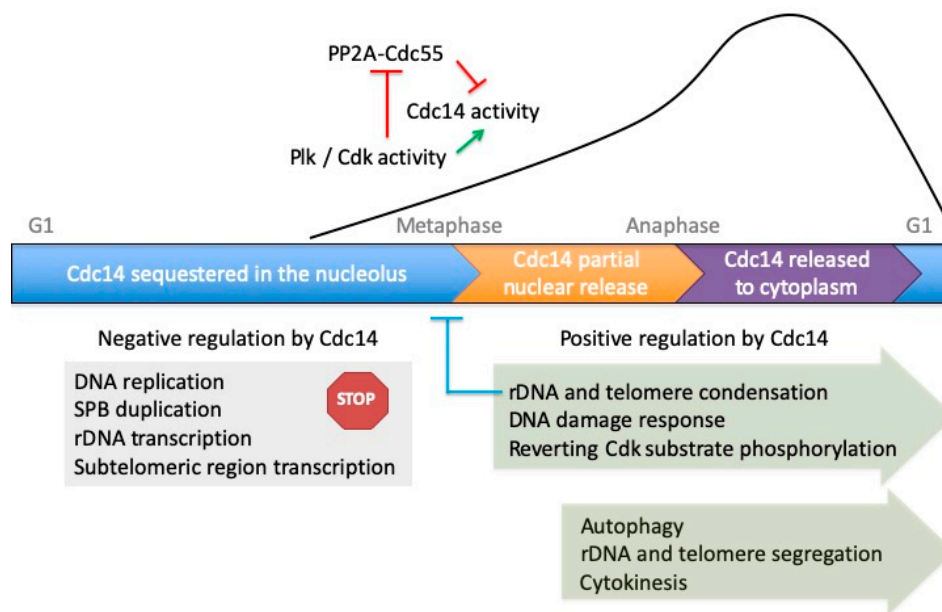 PP2A-Cdc55
Cdc14 activity
Plk / Cdk activity
G1
Metaphase
Anaphase
G1
Cdc14 sequestered in the nucleolus
Cdc14 partial
nuclear release
Cdc14 released
to cytoplasm
Negative regulation by Cdc14
DNA replication
SPB duplication
rDNA transcription
Subtelomeric region transcription
STOP
Positive regulation by Cdc14
rDNA and telomere condensation
DNA damage response
Reverting Cdk substrate phosphorylation
Autophagy
rDNA and telomere segregation
Cytokinesis